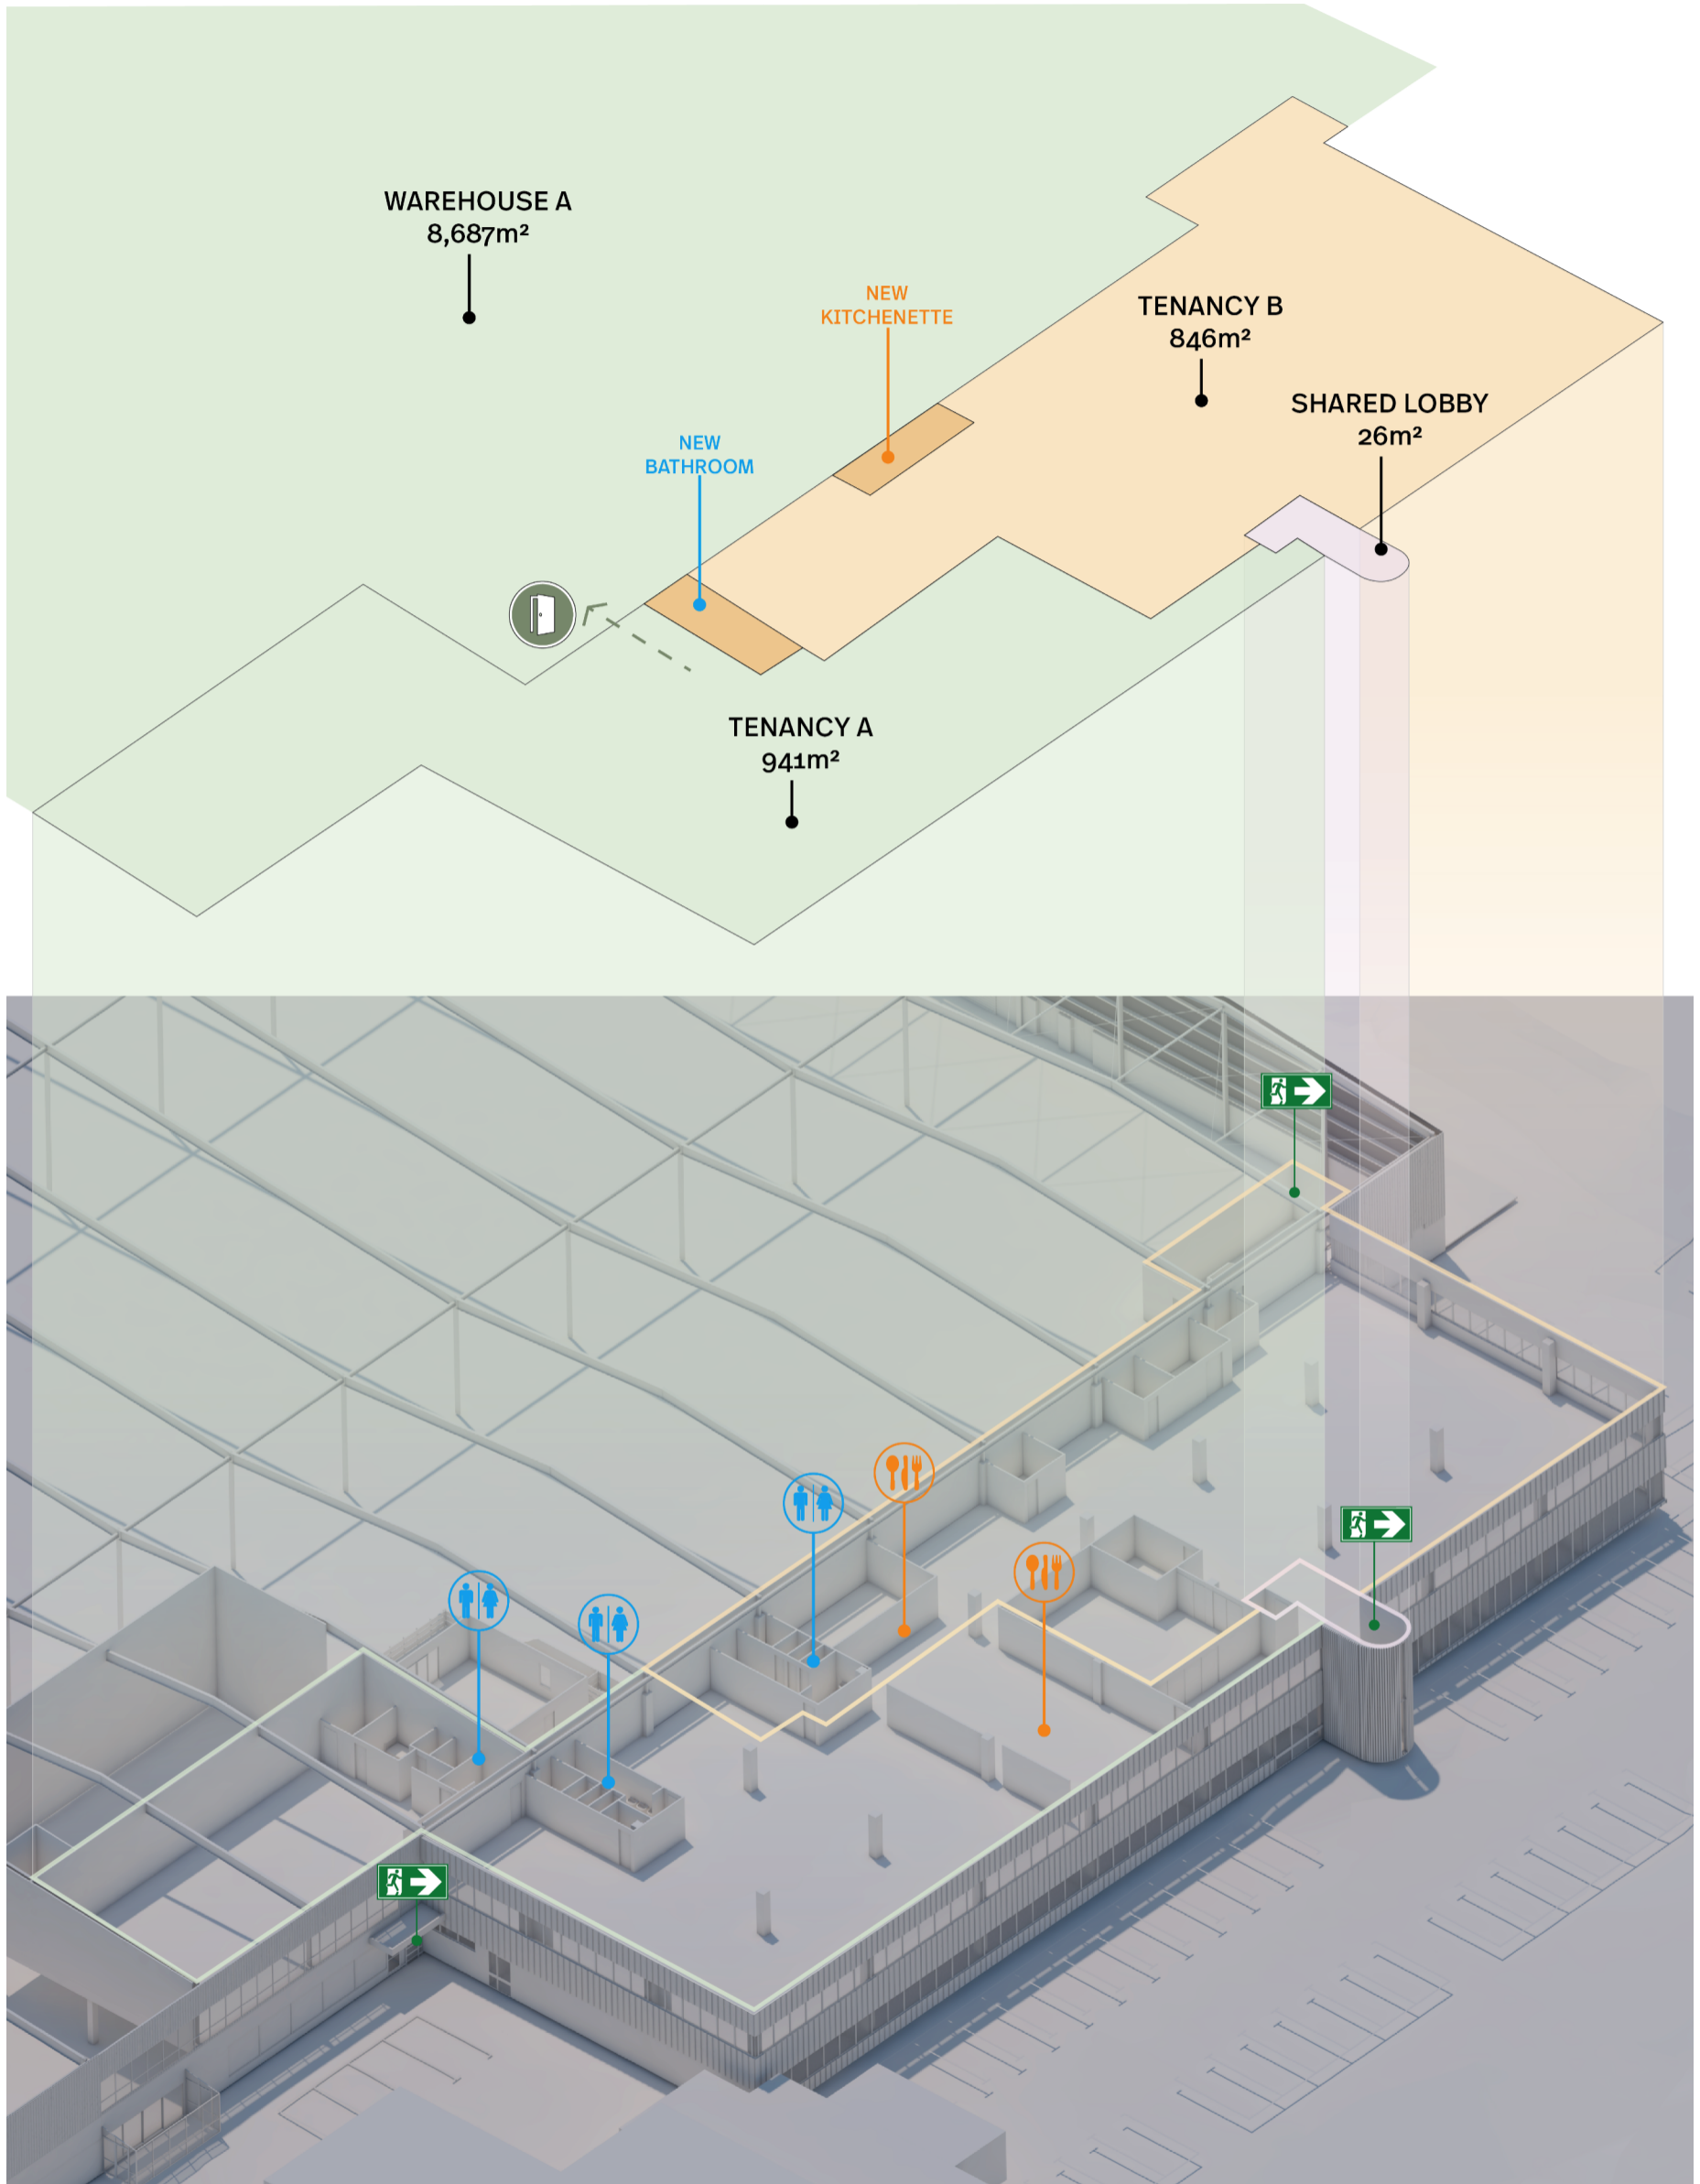 WAREHOUSE A
8,687m²
NEW
KITCHENETTE
TENANCY B
846m²
SHARED LOBBY
26m²
NEW
BATHROOM
TENANCY A
941m²